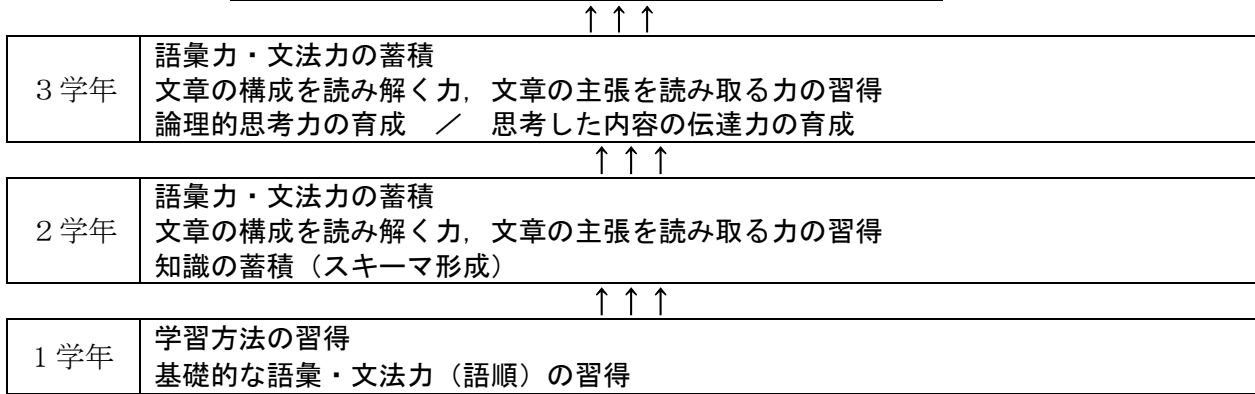 ↑ ↑ ↑
３学年
語彙力・文法力の蓄積
文章の構成を読み解く力，文章の主張を読み取る力の習得
論理的思考力の育成　／　思考した内容の伝達力の育成
↑ ↑ ↑
２学年
語彙力・文法力の蓄積
文章の構成を読み解く力，文章の主張を読み取る力の習得
知識の蓄積（スキーマ形成）
↑ ↑ ↑
１学年
学習方法の習得
基礎的な語彙・文法力（語順）の習得